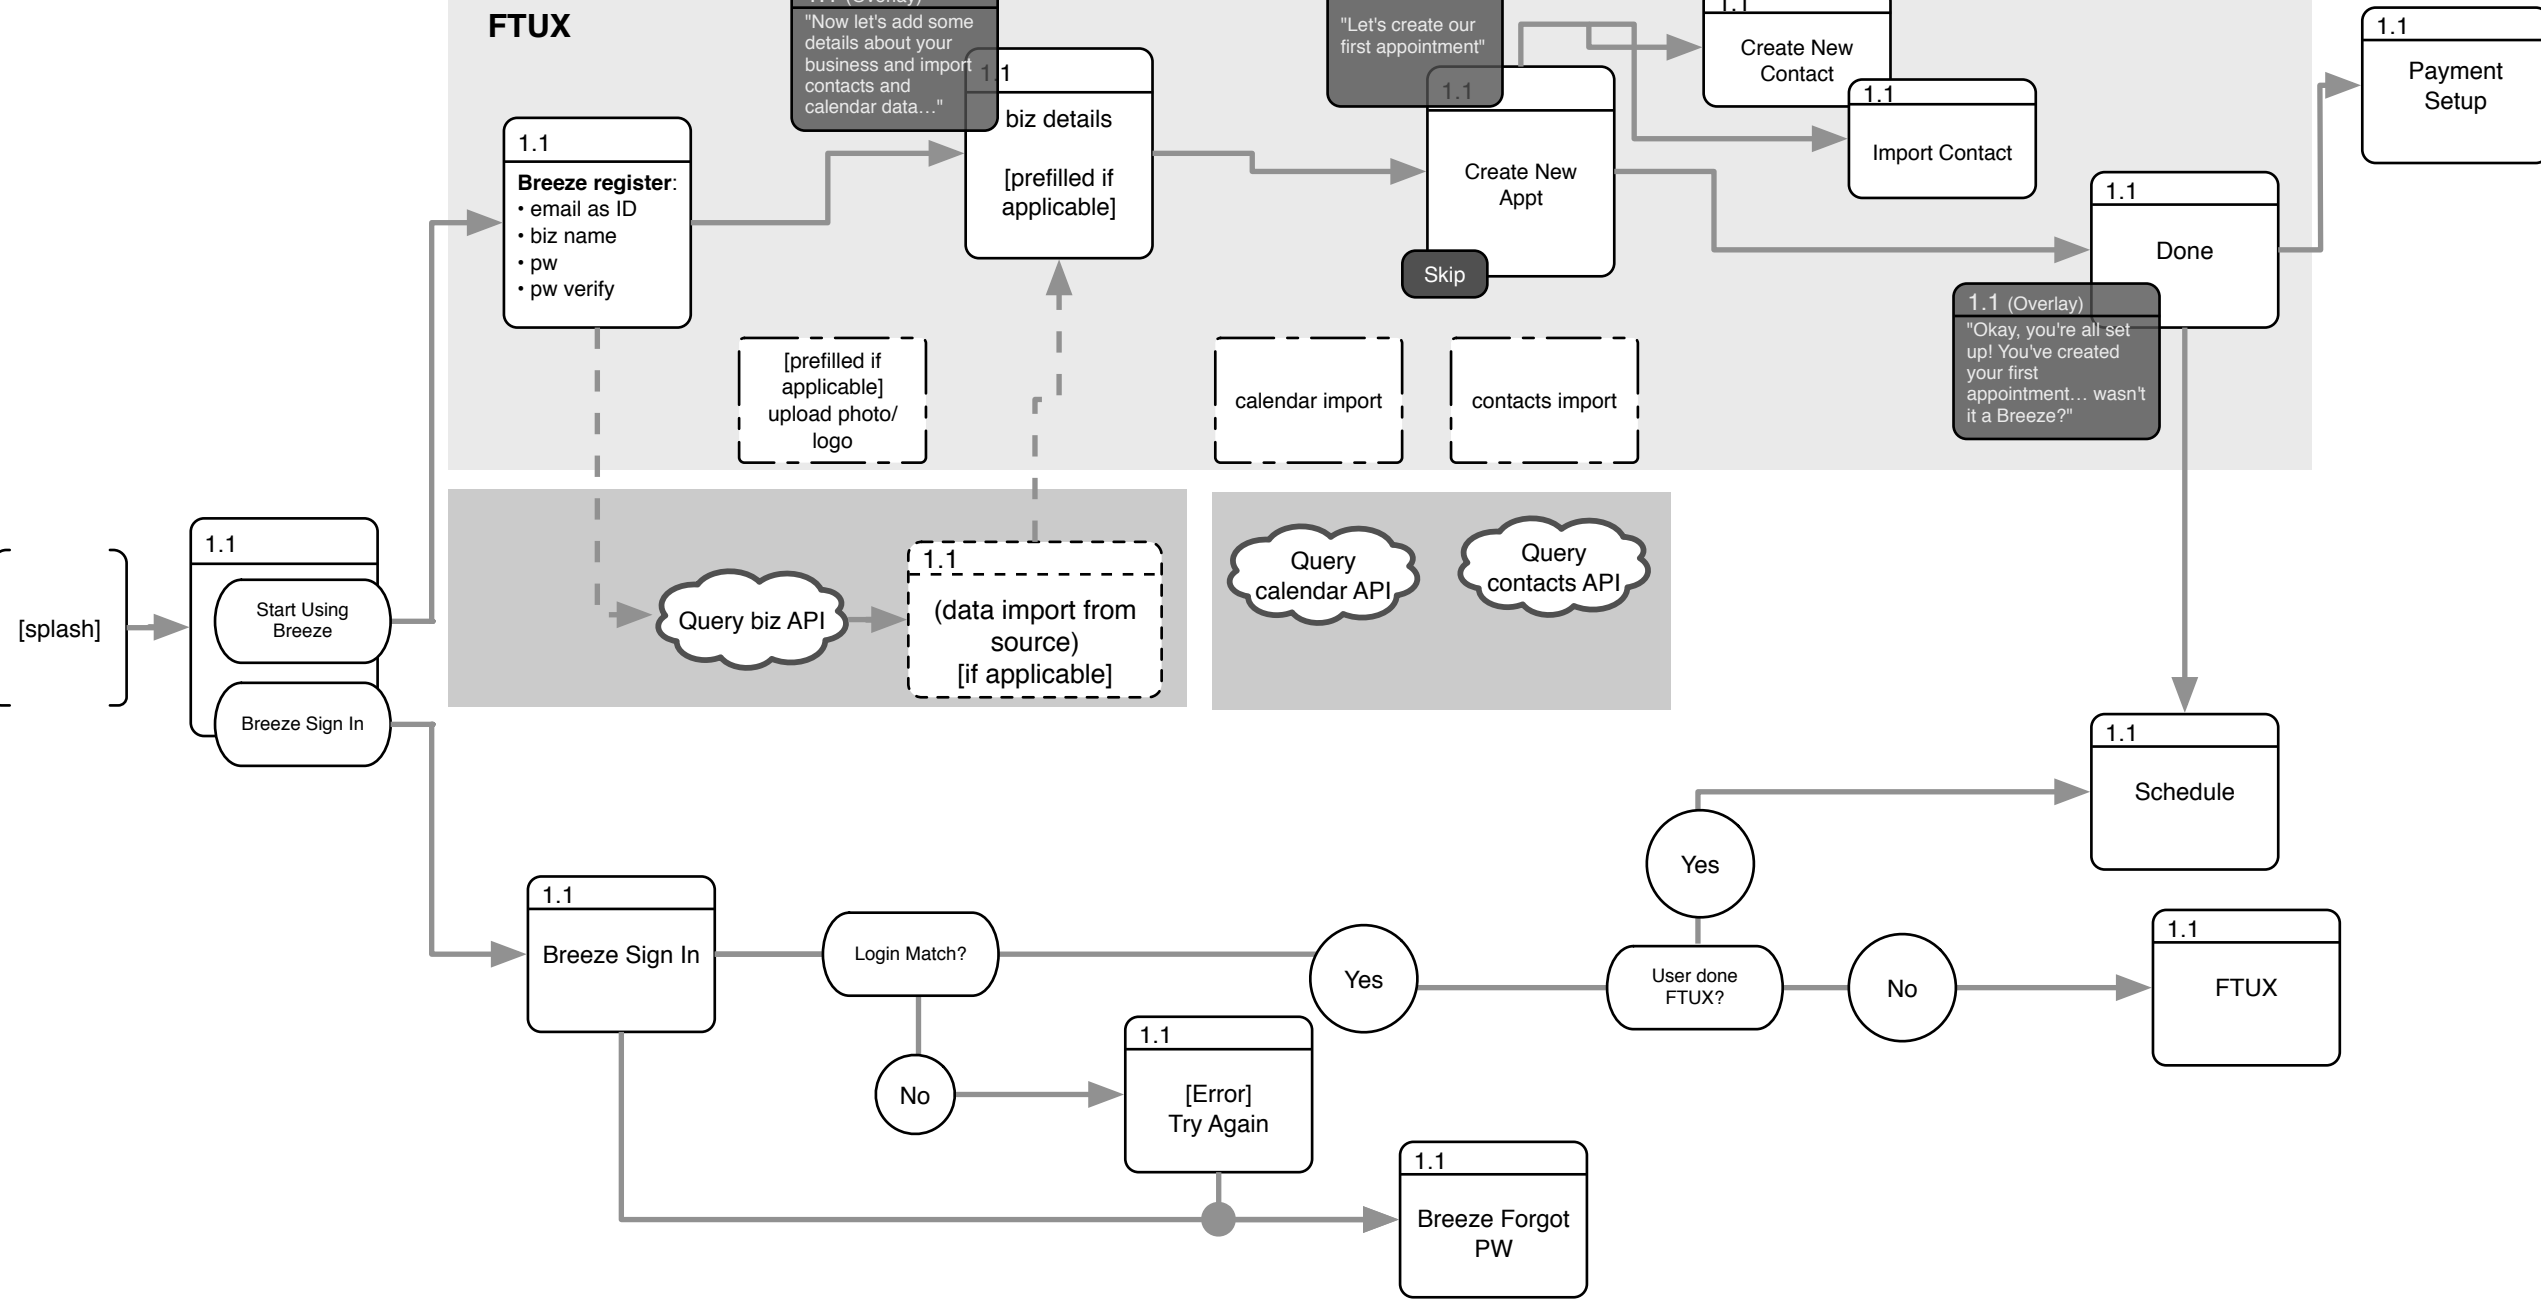 FTUX
1.1 (Overlay)
"Now let's add some
details about your
business and import
contacts and
calendar data…"
"Let's create our
first appointment"
1.1
Create New
Contact
1.1
Payment
Setup
1.1
biz details
[prefilled if
applicable]
1.1
Create New
Appt
Skip
1.1
Import Contact
1.1
Breeze register:
• email as ID
• biz name
• pw
• pw verify
1.1
Done
1.1 (Overlay)
"Okay, you're all set
up! You've created
your first
appointment… wasn't
it a Breeze?"
[prefilled if
applicable]
upload photo/
logo
calendar import
contacts import
[splash]
1.1
Start Using
Breeze
Breeze Sign In
Query biz API
1.1
(data import from
source)
[if applicable]
Query
calendar API
Query
contacts API
1.1
Schedule
Yes
1.1
Breeze Sign In
Login Match?
Yes
User done
FTUX?
No
1.1
FTUX
No
1.1
[Error]
Try Again
1.1
Breeze Forgot
PW